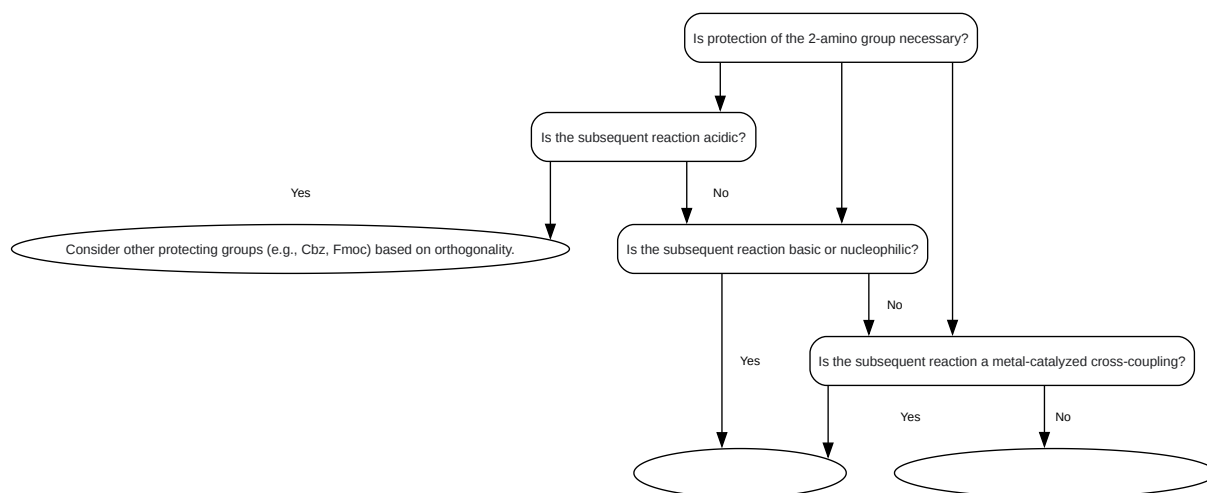 Is protection of the 2-amino group necessary?
Is the subsequent reaction acidic?
Yes
No
Consider other protecting groups (e.g., Cbz, Fmoc) based on orthogonality.
Is the subsequent reaction basic or nucleophilic?
No
Yes
Is the subsequent reaction a metal-catalyzed cross-coupling?
Yes
No